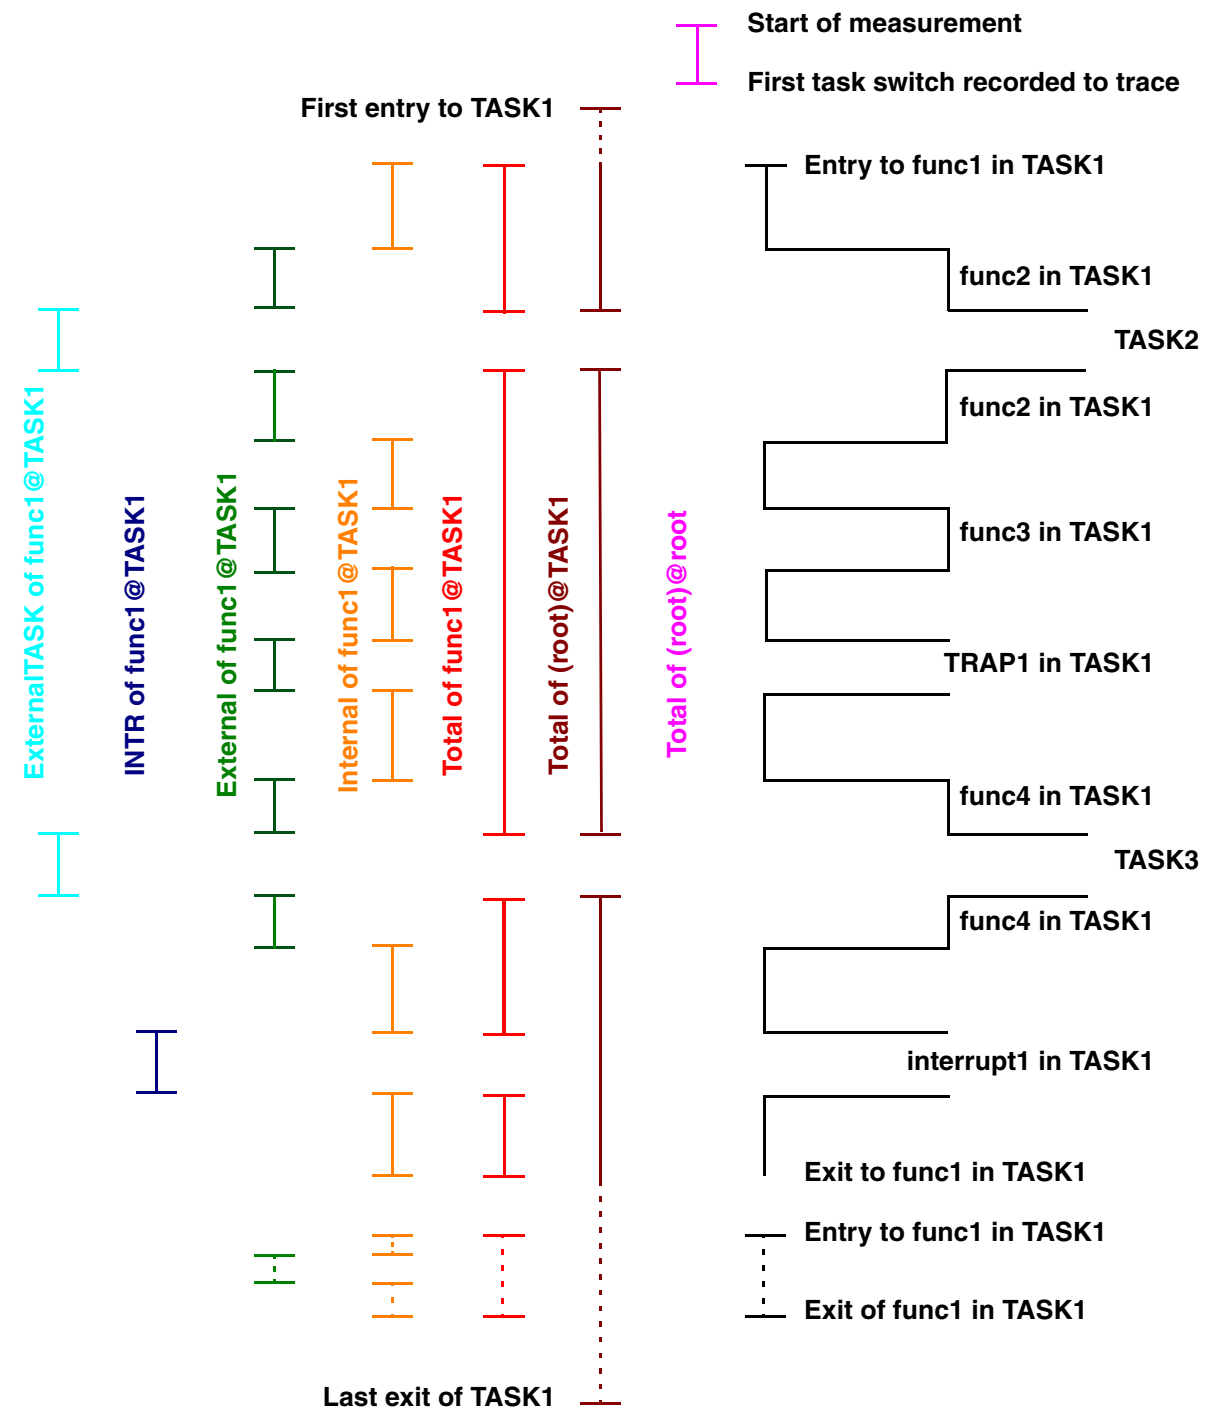 Start of measurement
First task switch recorded to trace
First entry to TASK1
Entry to func1 in TASK1
func2 in TASK1
TASK2
func2 in TASK1
ExternalTASK of func1@TASK1
INTR of func1@TASK1
External of func1@TASK1
Internal of func1@TASK1
Total of func1@TASK1
Total of (root)@TASK1
Total of (root)@root
func3 in TASK1
TRAP1 in TASK1
func4 in TASK1
TASK3
func4 in TASK1
interrupt1 in TASK1
Exit to func1 in TASK1
Entry to func1 in TASK1
Exit of func1 in TASK1
Last exit of TASK1